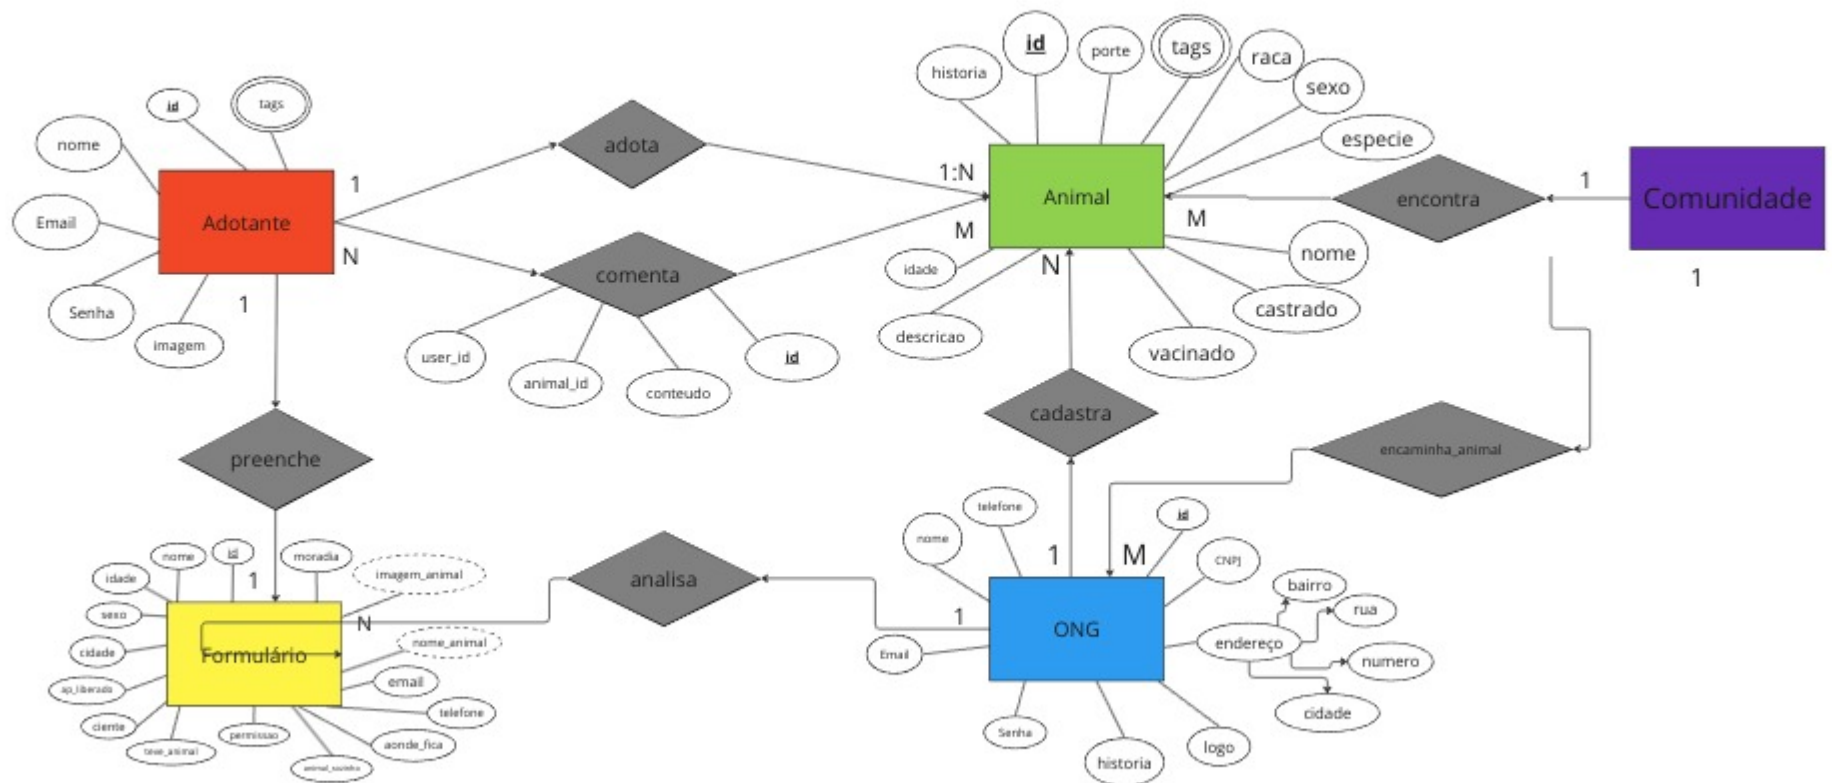 id
porte
tags
raca
historia
sexo
especie
id
tags
nome
adota
1
1:N
Animal
encontra
1
Comunidade
Adotante
Email
N
M
M
nome
1
comenta
N
idade
1
Senha
imagem
castrado
descricao
vacinado
user_id
id
animal_id
conteudo
cadastra
preenche
encaminha_animal
telefone
id
nome
nome
id
moradia
1
M
CNPJ
imagem_animal
idade
1
analisa
bairro
sexo
N
1
rua
ONG
endereço
nome_animal
cidade
Formulário
Email
numero
email
ap_liberado
telefone
cidade
ciente
permissao
Senha
teve_animal
aonde_fica
logo
historia
animal_sozinho